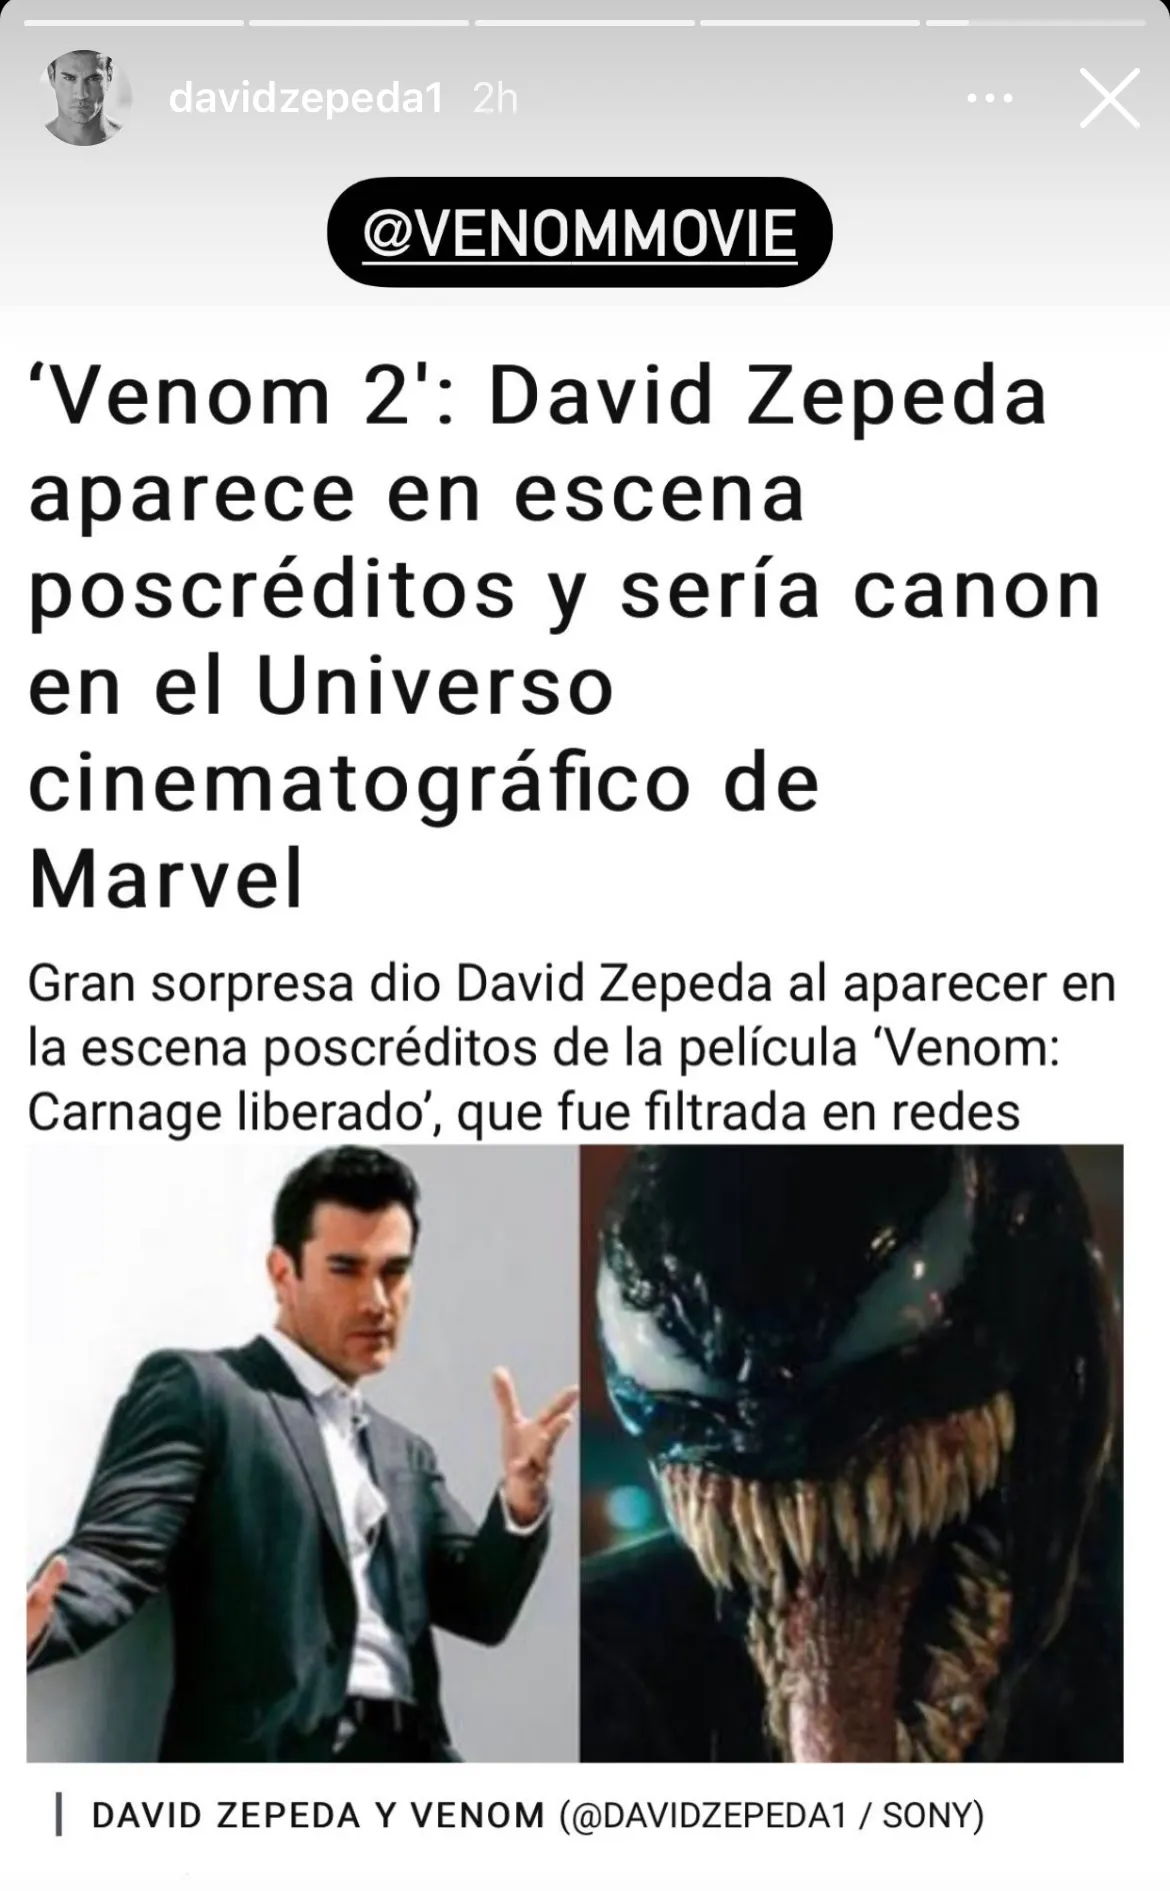 davidzepeda1 2h
@VENOMMOVIE
‘Venom 2': David Zepeda
aparece en escena
poscréditos y sería canon
en el Universo
cinematográfico de
Marvel
Gran sorpresa dio David Zepeda al aparecer en
la escena poscréditos de la película ‘Venom:
Carnage liberado’, que fue filtrada en redes
DAVID ZEPEDA Y VENOM (@DAVIDZEPEDA1 / SONY)